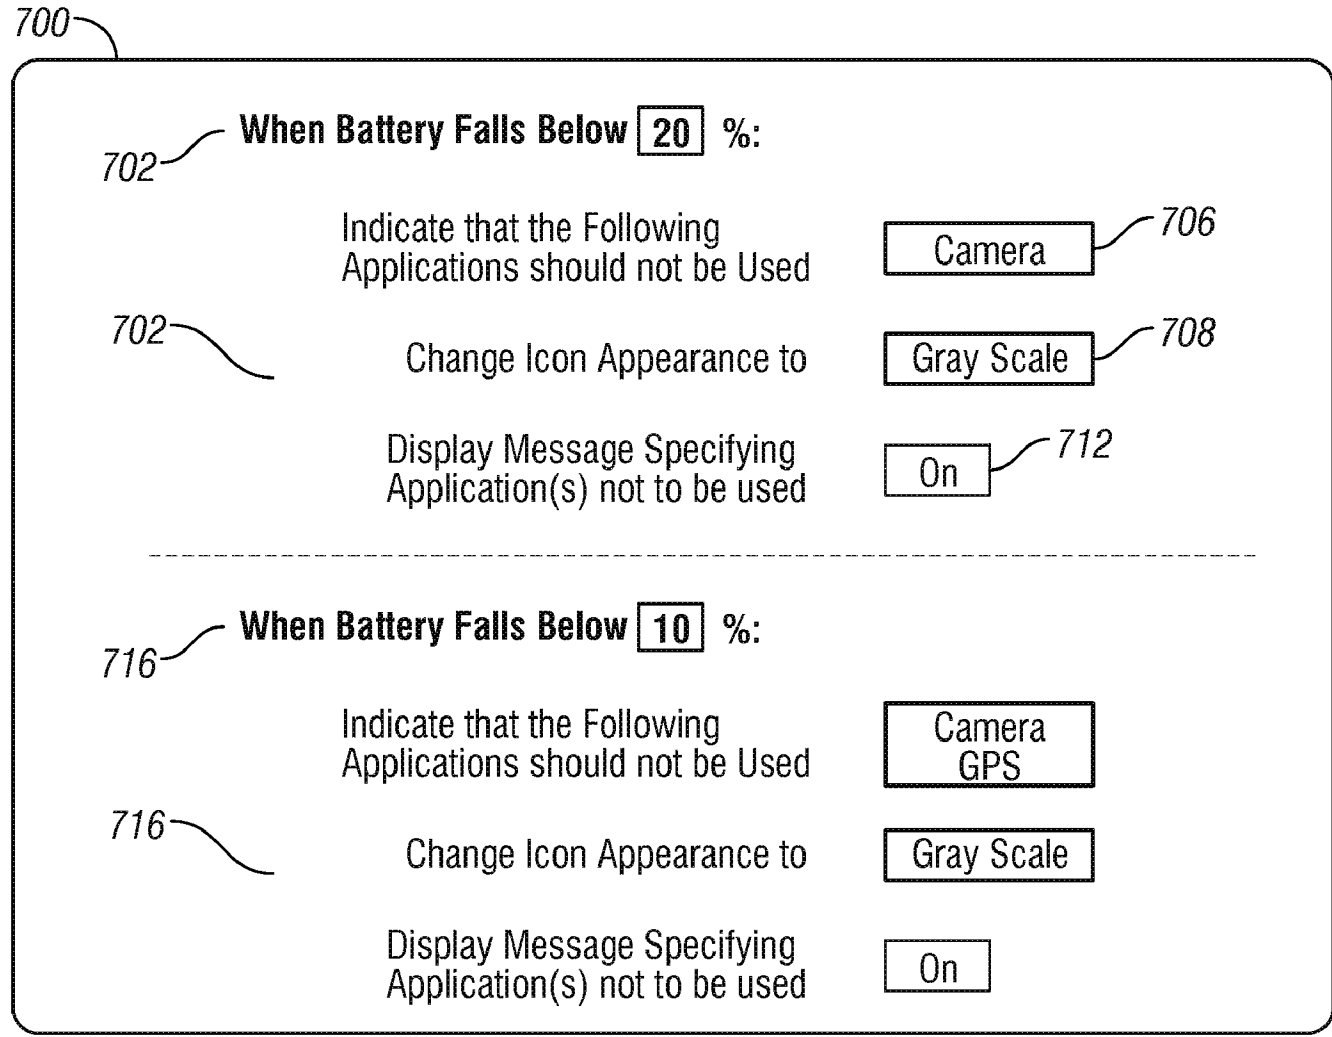 700
When Battery Falls Below 20 %:
702
Indicate that the Following
Applications should not be Used
Camera
706
702
Change Icon Appearance to
Gray Scale
708
Display Message Specifying
Application(s) not to be used
On
712
When Battery Falls Below 10 %:
716
Indicate that the Following
Applications should not be Used
Camera
GPS
716
Change Icon Appearance to
Gray Scale
Display Message Specifying
Application(s) not to be used
On